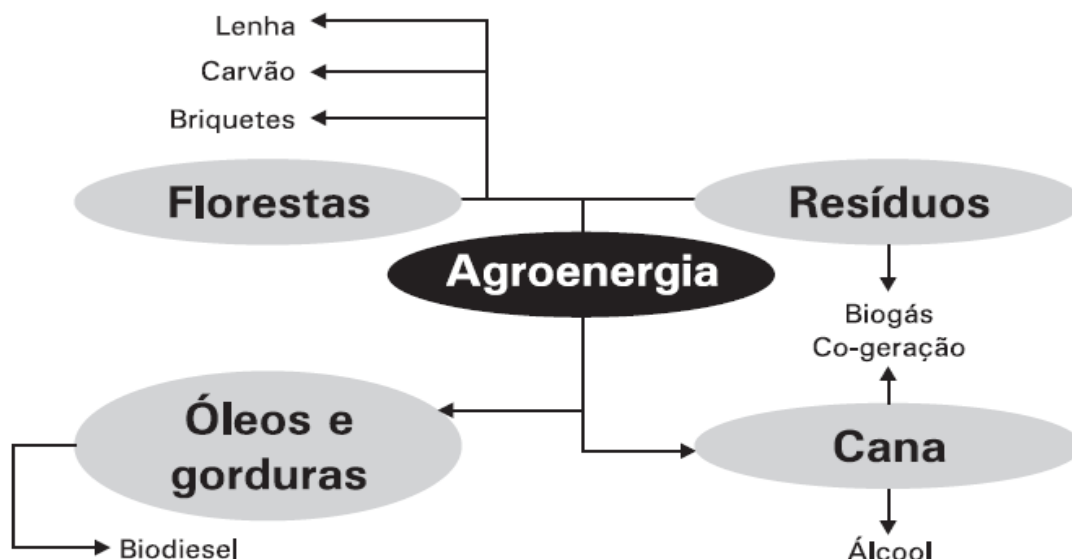 Lenha
Carvão
Briquetes
Florestas
Resíduos
Agroenergia
Biogás
Co-geração
Óleos e
gorduras
Cana
Biodiesel
Álcool